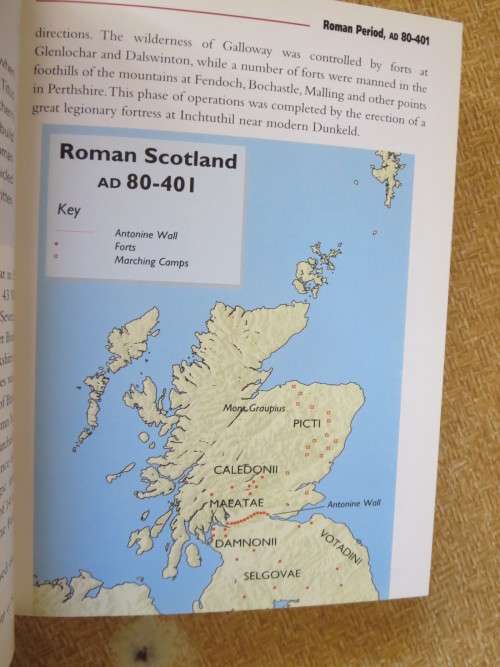 Roman Period, AD 80-401
directions. The wilderness of Galloway was controlled by forts at
Glenlochar and Dalswinton, while a number of forts were manned in the
foothills of the mountains at Fendoch, Bochastle, Malling and other points
in Perthshire. This phase of operations was completed by the erection of a
great legionary fortress at Inchtuthil near modern Dunkeld.
Roman Scotland
AD 80-401
Key
Antonine Wall
Forts
Marching Camps
Mons Graupius
PICTI
CALEDONII
MAEATAE
Antonine Wall
DAMNONII
VOTADINI
SELGOVAE